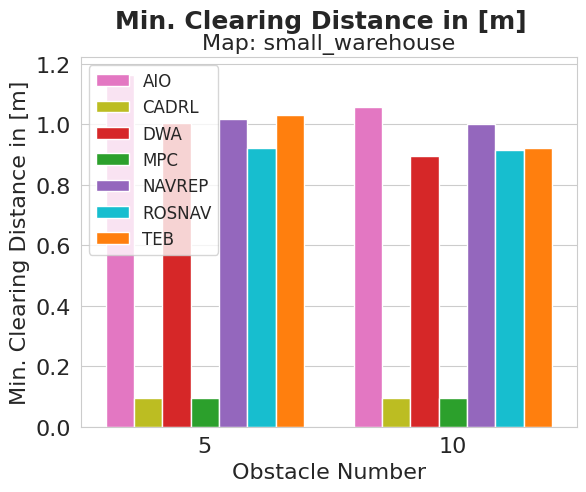 Min. Clearing Distance in [m]
Map: small_warehouse
Min. Clearing Distance in [m]
1.2
1.0
0.8
0.6
0.4
0.2
0.0
AIO
CADRL
DWA
MPC
NAVREP
ROSNAV
TEB
5
10
Obstacle Number